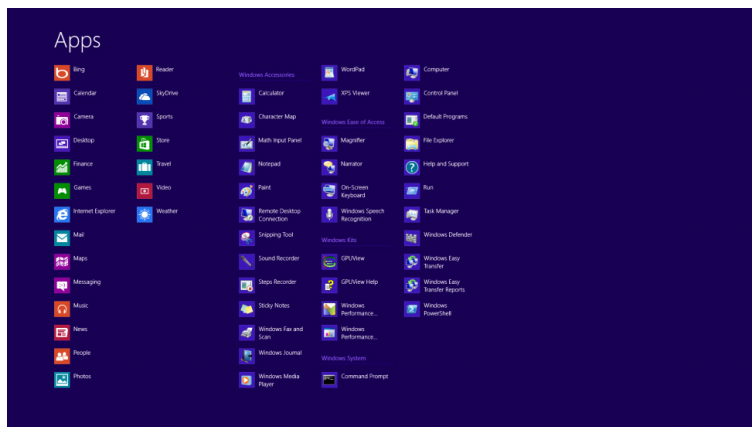 Apps
Bing
Calendar
Camera
Desktop
Finance
Games
Internet Explorer
Mail
Maps
Messaging
Music
News
People
Photos
Reader
SkyDrive
Sports
Store
Travel
Video
Weather
Windows Accessories
Calculator
Character Map
Math Input Panel
Notepad
Paint
Remote Desktop
Connection
Snipping Tool
Sound Recorder
Steps Recorder
Sticky Notes
Windows Fax and
Scan
Windows Journal
Windows Media
Player
WordPad
XPS Viewer
Windows Ease of Access
Magnifier
Narrator
On-Screen
Keyboard
Windows Speech
Recognition
Windows Kits
GPUView
GPUView Help
Windows
Performance...
Windows
Performance...
Windows System
Command Prompt
Computer
Control Panel
Default Programs
File Explorer
Help and Support
Run
Task Manager
Windows Defender
Windows Easy
Transfer
Windows Easy
Transfer Reports
Windows
PowerShell